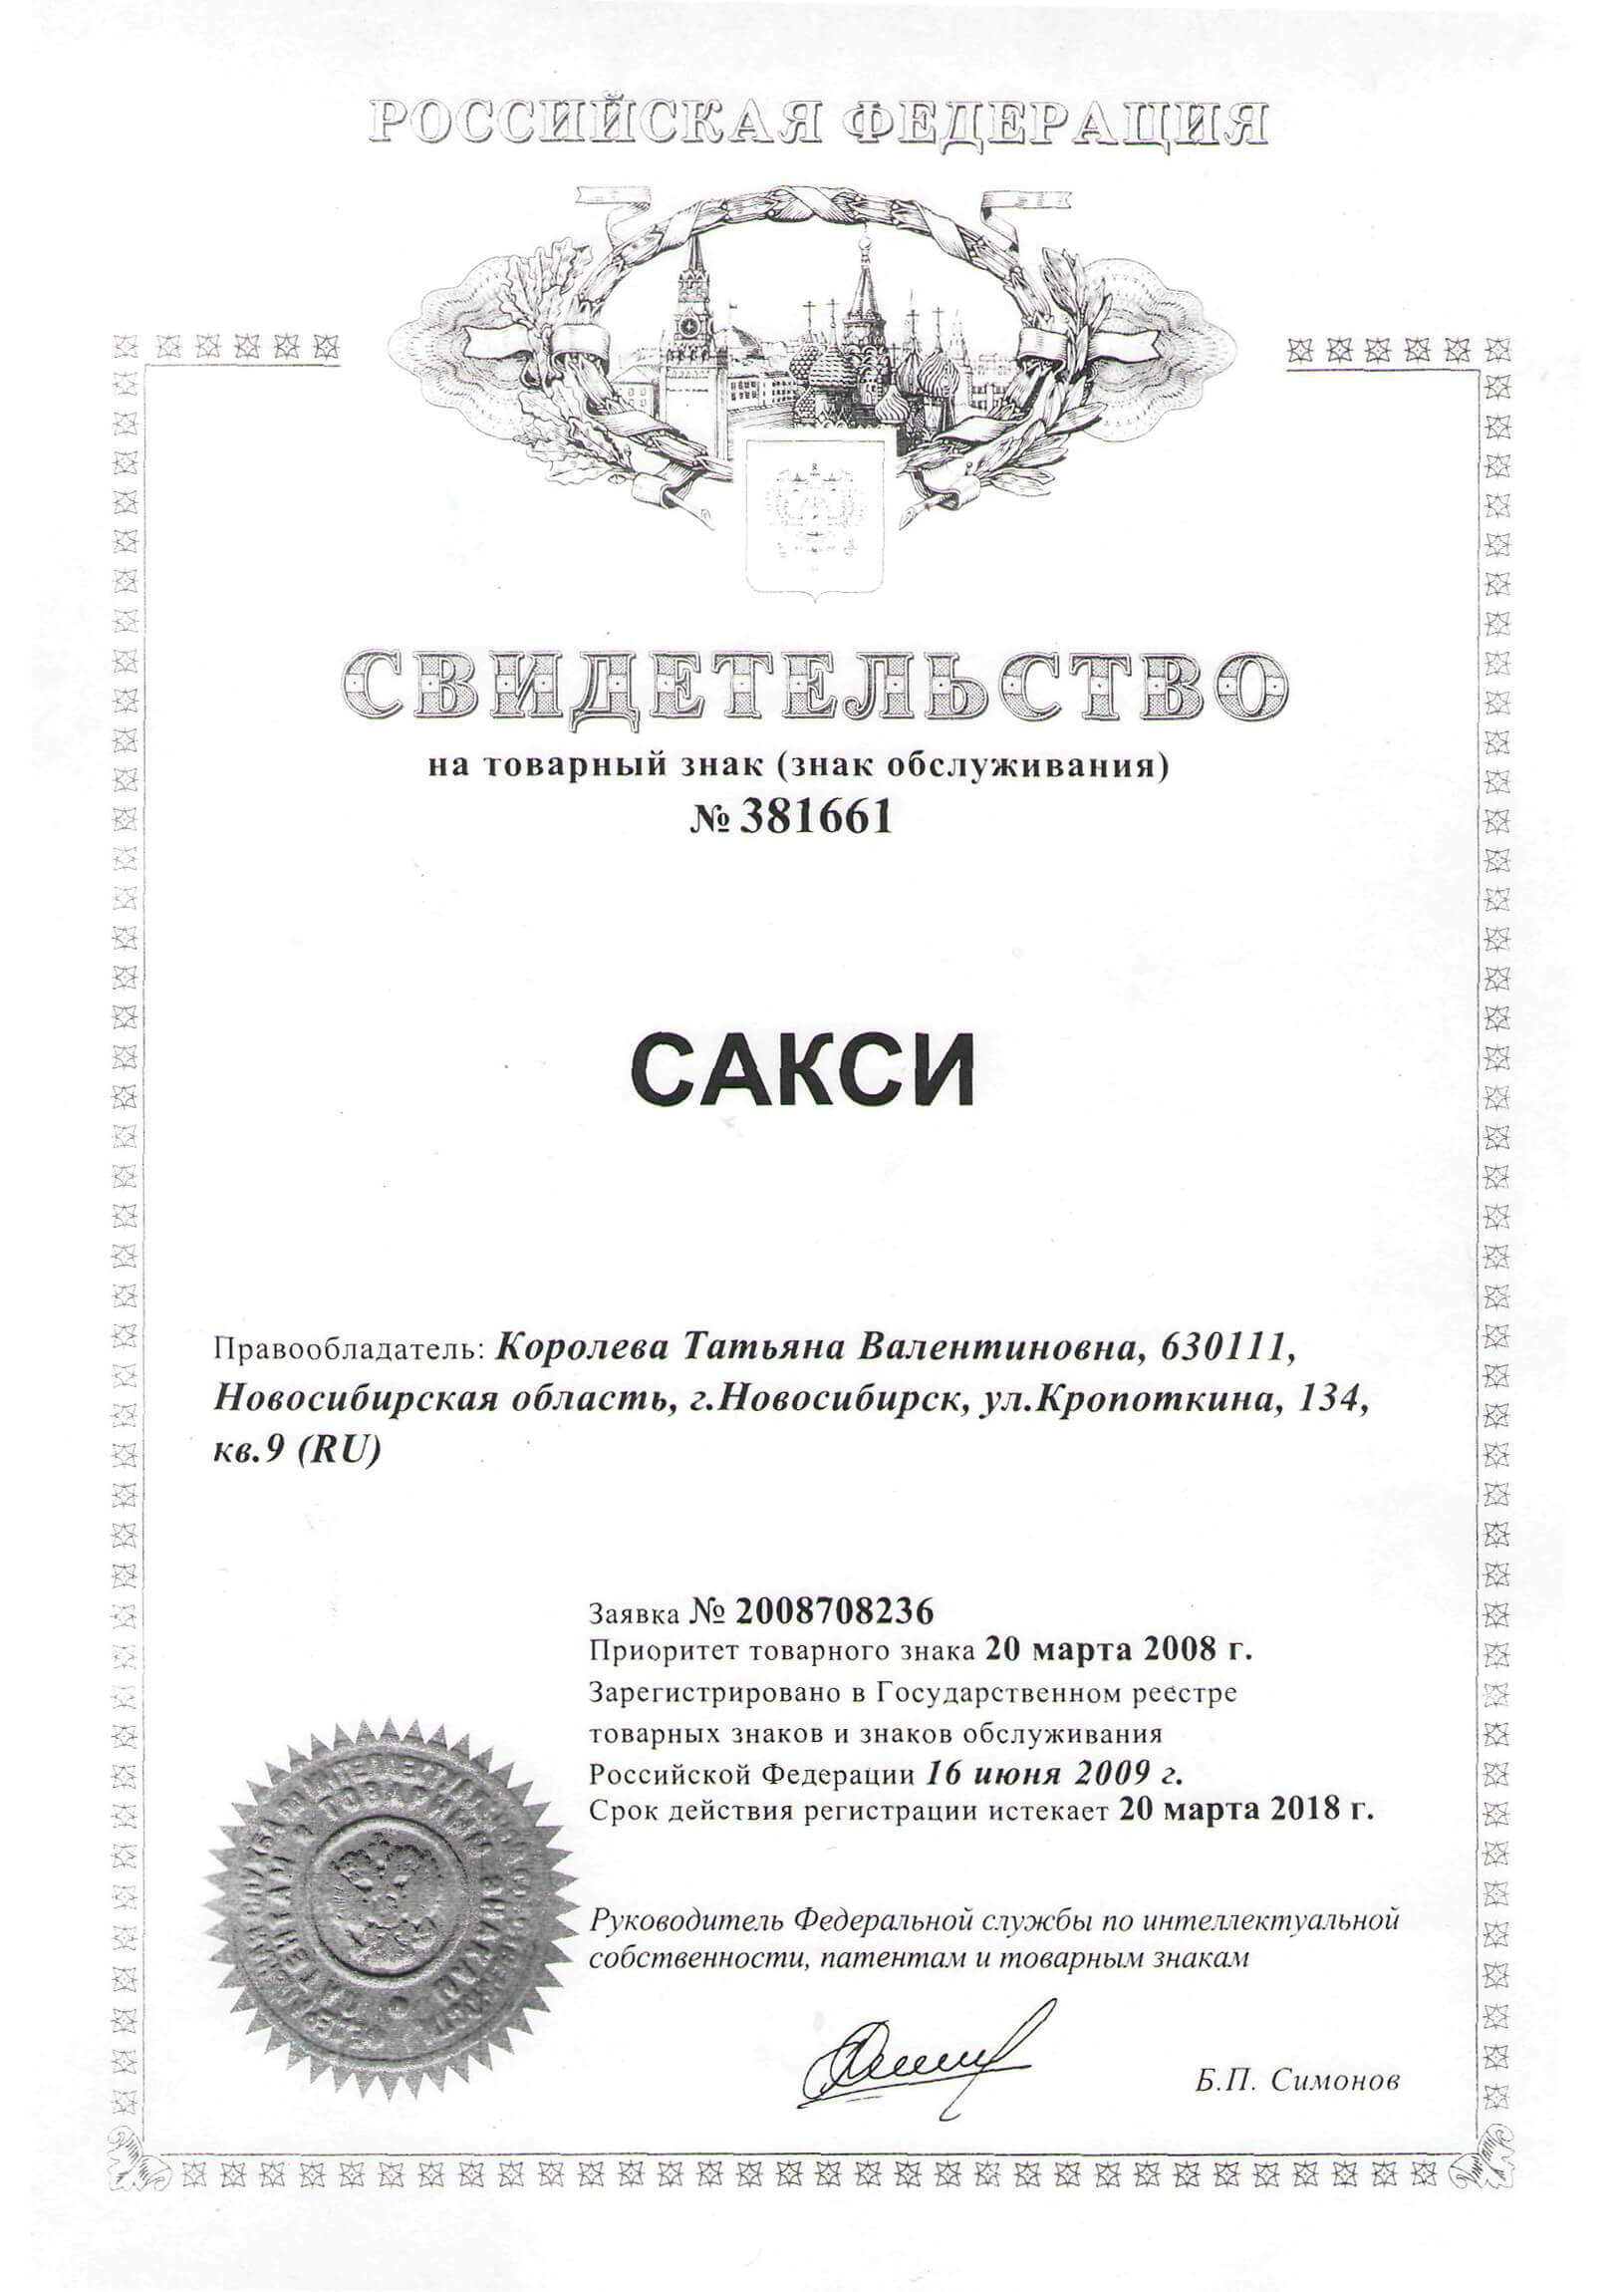 РОССИЙСКАЯ ФЕДЕРАЦИЯ
СВИДЕТЕЛЬСТВО
на товарный знак (знак обслуживания)
№ 381661
САКСИ
Правообладатель: Королева Татьяна Валентиновна, 630111,
Новосибирская область, г.Новосибирск, ул.Кропоткина, 134,
кв.9 (RU)
Заявка № 2008708236
Приоритет товарного знака 20 марта 2008 г.
Зарегистрировано в Государственном реестре
товарных знаков и знаков обслуживания
Российской Федерации 16 июня 2009 г.
Срок действия регистрации истекает 20 марта 2018 г.
Руководитель Федеральной службы по интеллектуальной
собственности, патентам и товарным знакам
Б.П. Симонов